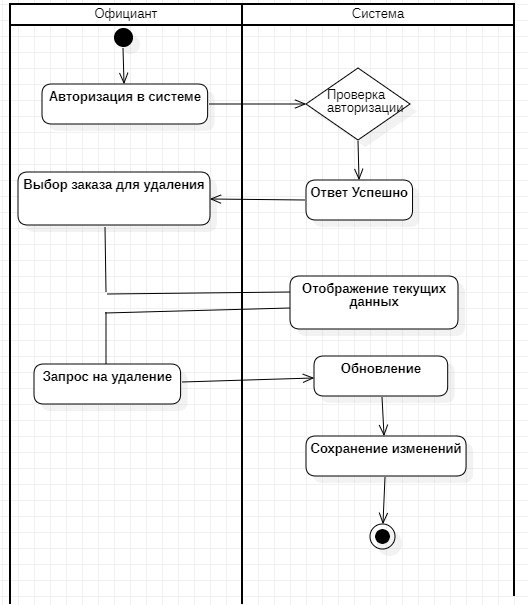 Официант
Система
Авторизация в системе
Проверка
авторизации
Выбор заказа для удаления
Ответ Успешно
Отображение текущих
данных
Запрос на удаление
Обновление
Сохранение изменений